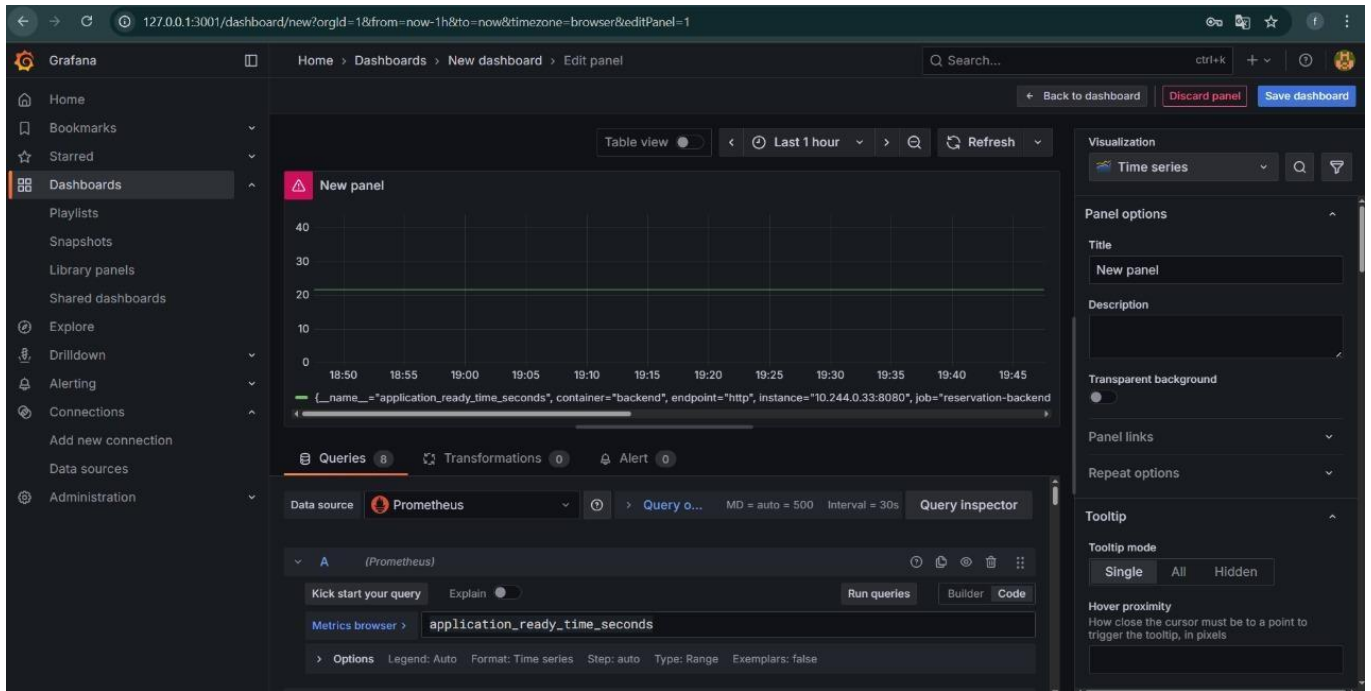 127.0.0.1:3001/dashboard/new?orgId=1&from=now-1h&to=now&timezone=browser&editPanel=1
f
Grafana
Home > Dashboards > New dashboard > Edit panel
Search...
ctrl+k
Home
Bookmarks
Starred
Dashboards
Playlists
Snapshots
Library panels
Shared dashboards
Explore
Drilldown
Alerting
Connections
Add new connection
Data sources
Administration
Back to dashboard
Discard panel
Save dashboard
Table view
Last 1 hour
Refresh
New panel
40
30
20
10
0
18:50 18:55 19:00 19:05 19:10 19:15 19:20 19:25 19:30 19:35 19:40 19:45
{__name__="application_ready_time_seconds", container="backend", endpoint="http", instance="10.244.0.33:8080", job="reservation-backend
Queries 8 Transformations 0 Alert 0
Data source Prometheus > Query o... MD = auto = 500 Interval = 30s Query inspector
A (Prometheus)
Kick start your query Explain Run queries Builder Code
Metrics browser > application_ready_time_seconds
> Options Legend: Auto Format: Time series Step: auto Type: Range Exemplars: false
Visualization
Time series
Panel options
Title
New panel
Description
Transparent background
Panel links
Repeat options
Tooltip
Tooltip mode
Single All Hidden
Hover proximity
How close the cursor must be to a point to
trigger the tooltip, in pixels